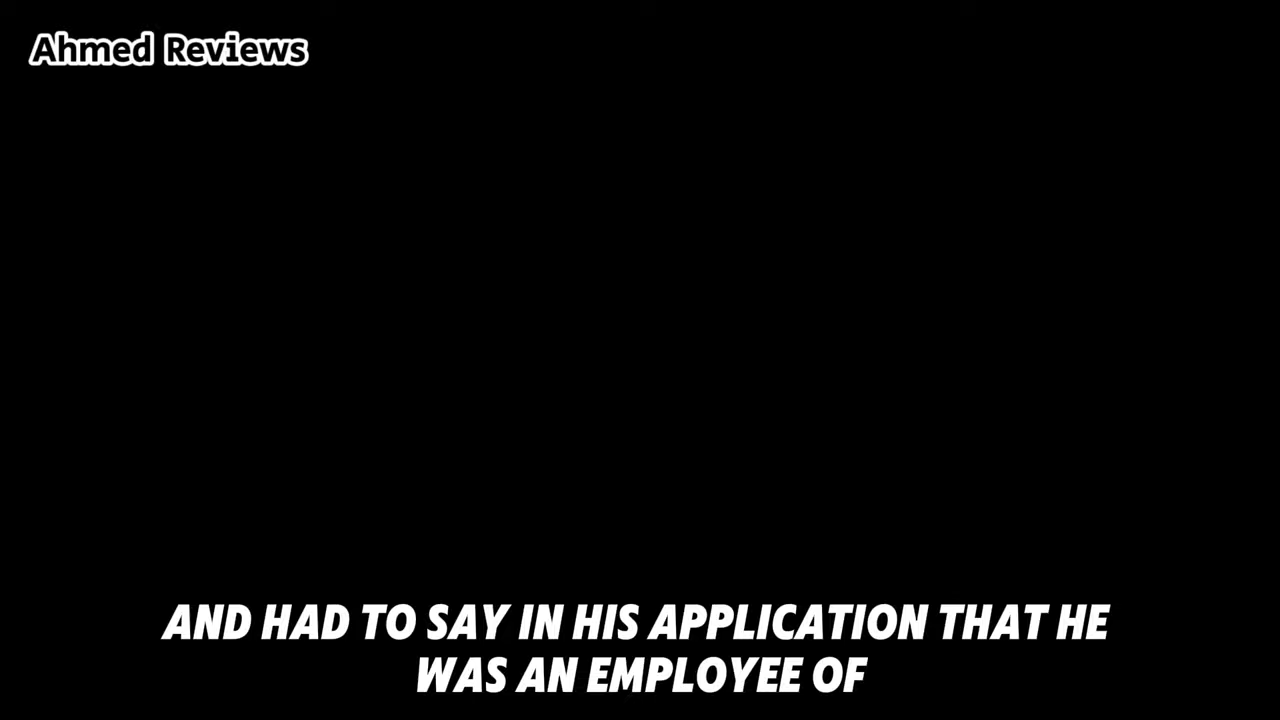 Ahmed Reviews
AND HAD TO SAY IN HIS APPLICATION THAT HE
WAS AN EMPLOYEE OF